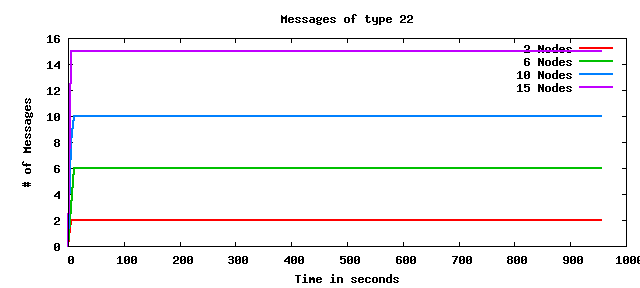 Messages of type 22
16
14
12
10
8
6
4
2
0
# of Messages
2 Nodes
6 Nodes
10 Nodes
15 Nodes
0 100 200 300 400 500 600 700 800 900 1000
Time in seconds